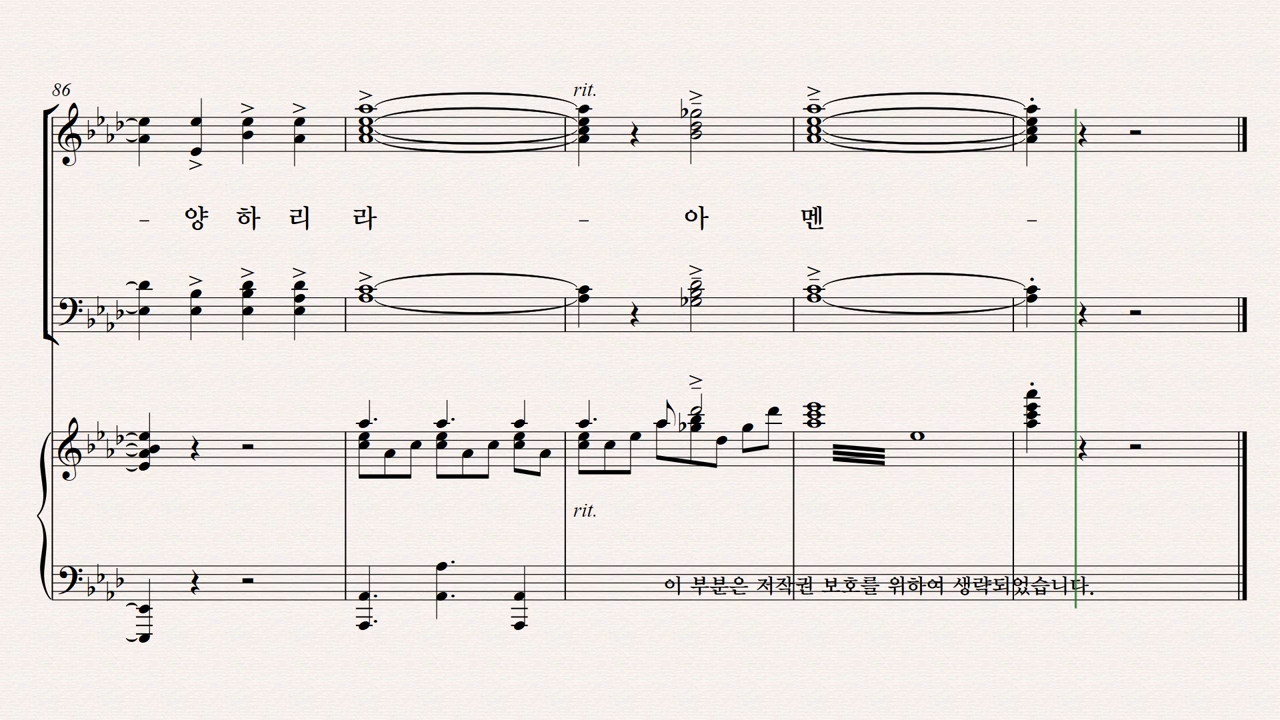 86
rit.
- 양 하 리 라 - 아 멘 -
rit.
이 부분은 저작권 보호를 위하여 생략되었습니다.